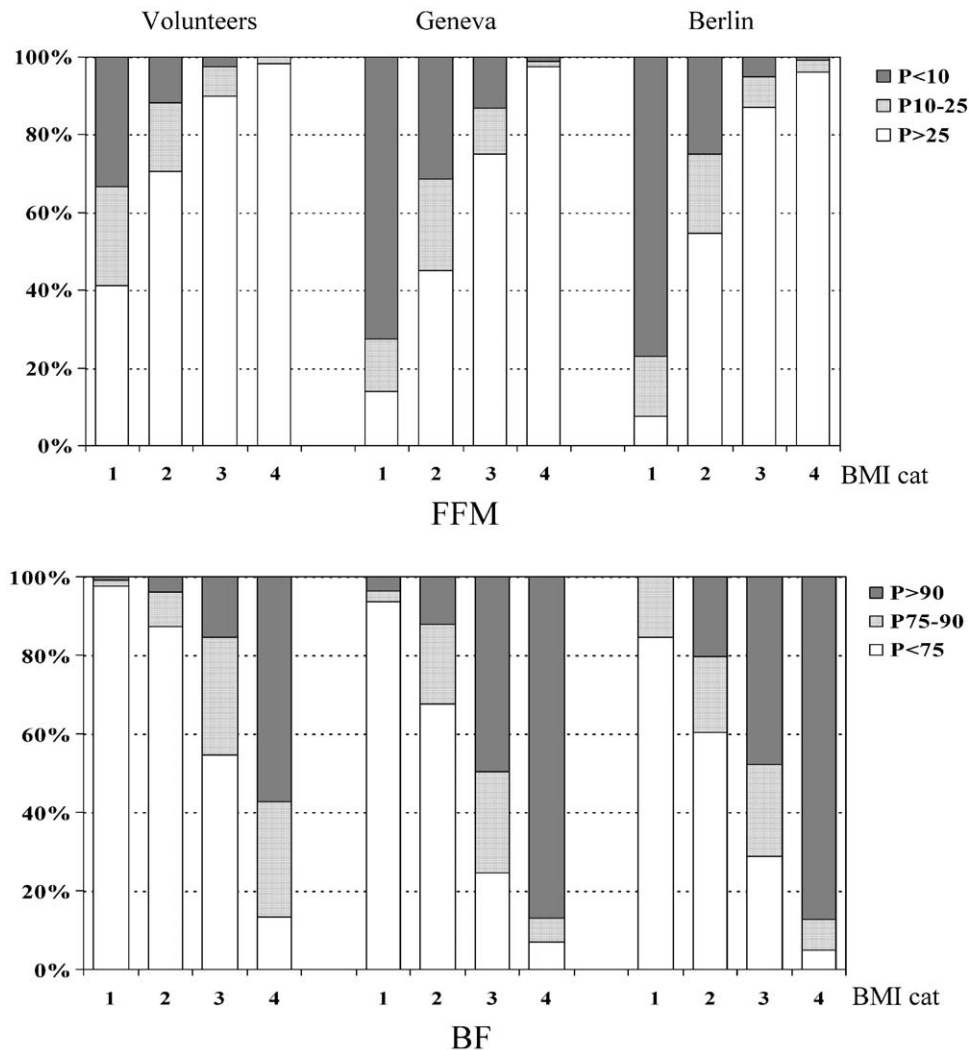 Volunteers Geneva Berlin
100%
80%
60%
40%
20%
0%
P<10
P10-25
P>25
1 2 3 4 1 2 3 4 1 2 3 4 BMI cat
FFM
100%
80%
60%
40%
20%
0%
P>90
P75-90
P<75
1 2 3 4 1 2 3 4 1 2 3 4 BMI cat
BF